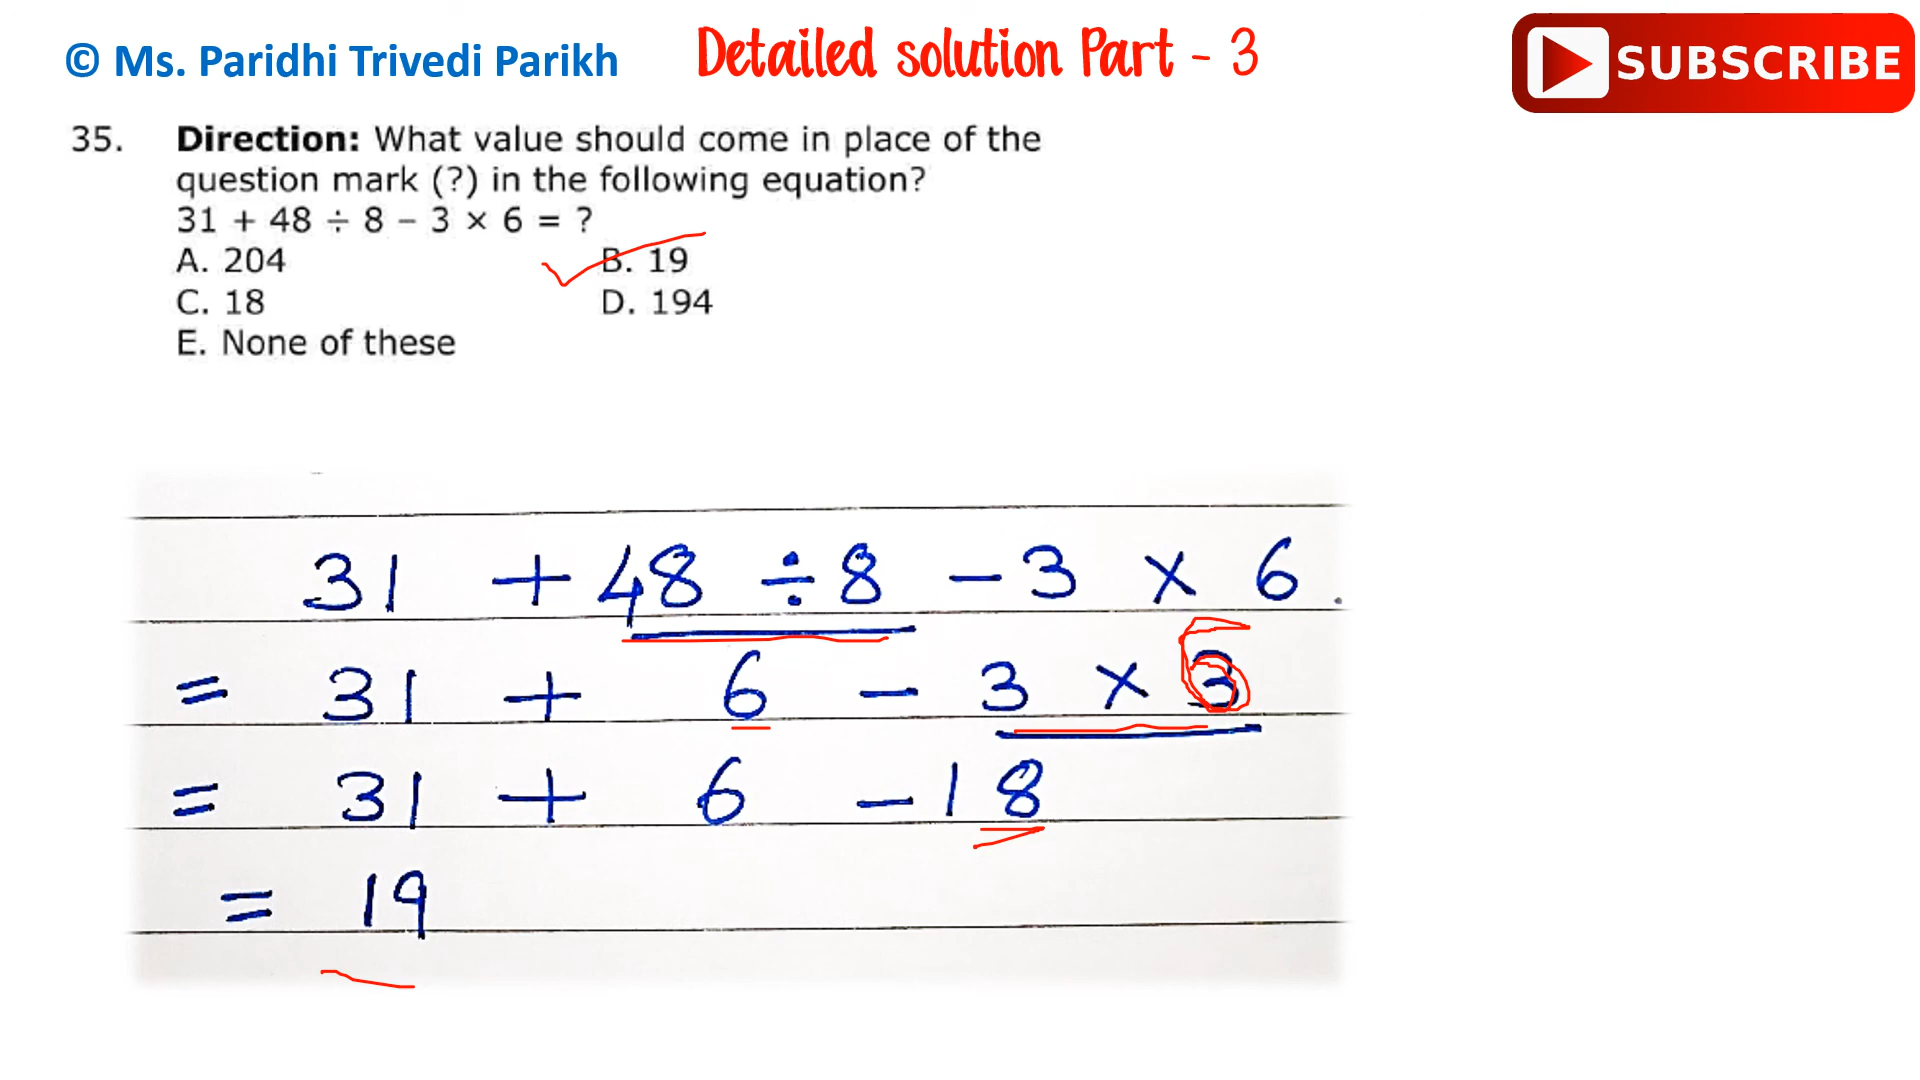 © Ms. Paridhi Trivedi Parikh
Detailed solution Part - 3
SUBSCRIBE
35. Direction: What value should come in place of the
question mark (?) in the following equation?
31 + 48 ÷ 8 – 3 × 6 = ?
A. 204 B. 19
C. 18 D. 194
E. None of these
31 + 48 ÷ 8 - 3 × 6.
= 31 + 6 - 3 × 6
= 31 + 6 - 18
= 19